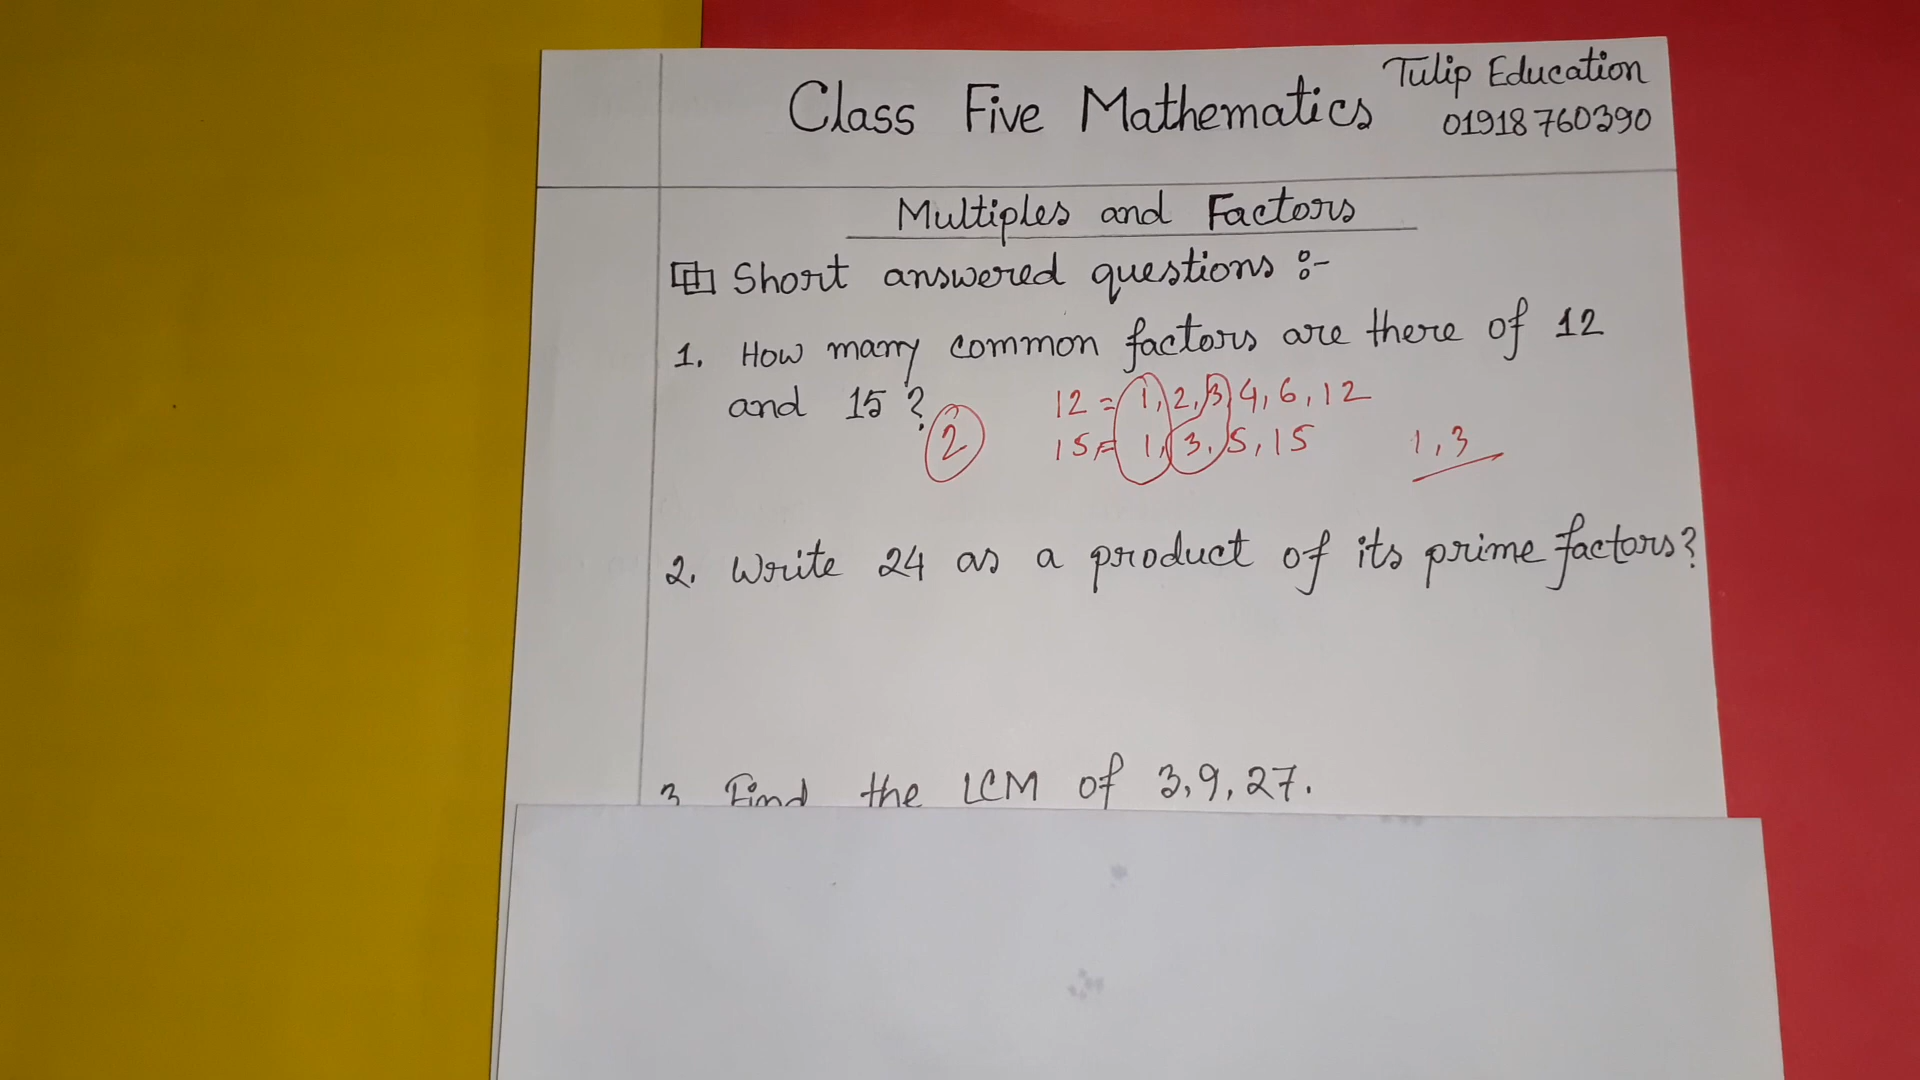 Class Five Mathematics
Tulip Education
01918760390
Multiples and Factors
Short answered questions :-
1. How many common factors are there of 12
and 15 ?
2
12 = 1, 2, 3, 4, 6, 12
15 = 1, 3, 5, 15
1, 3
2. Write 24 as a product of its prime factors?
3 Find the LCM of 3, 9, 27.